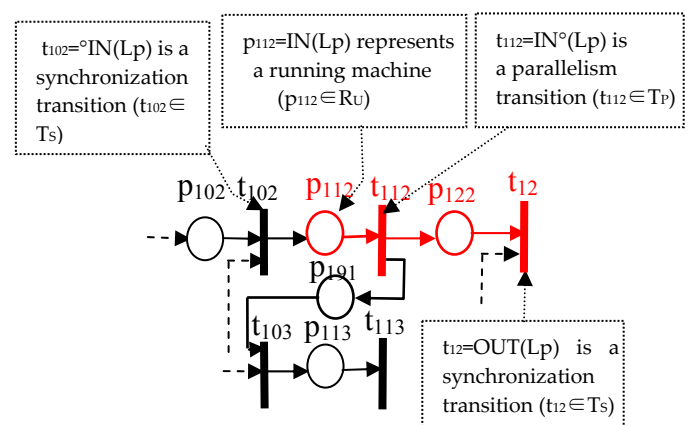 t102=°IN(Lp) is a
synchronization
transition (t102∈
TS)
p112=IN(Lp) represents
a running machine
(p112∈RU)
t112=IN°(Lp) is
a parallelism
transition (t112∈TP)
p102
t102
p112
t112
p122
t12
p191
t103
p113
t113
t12=OUT(Lp) is a
synchronization
transition (t12∈TS)